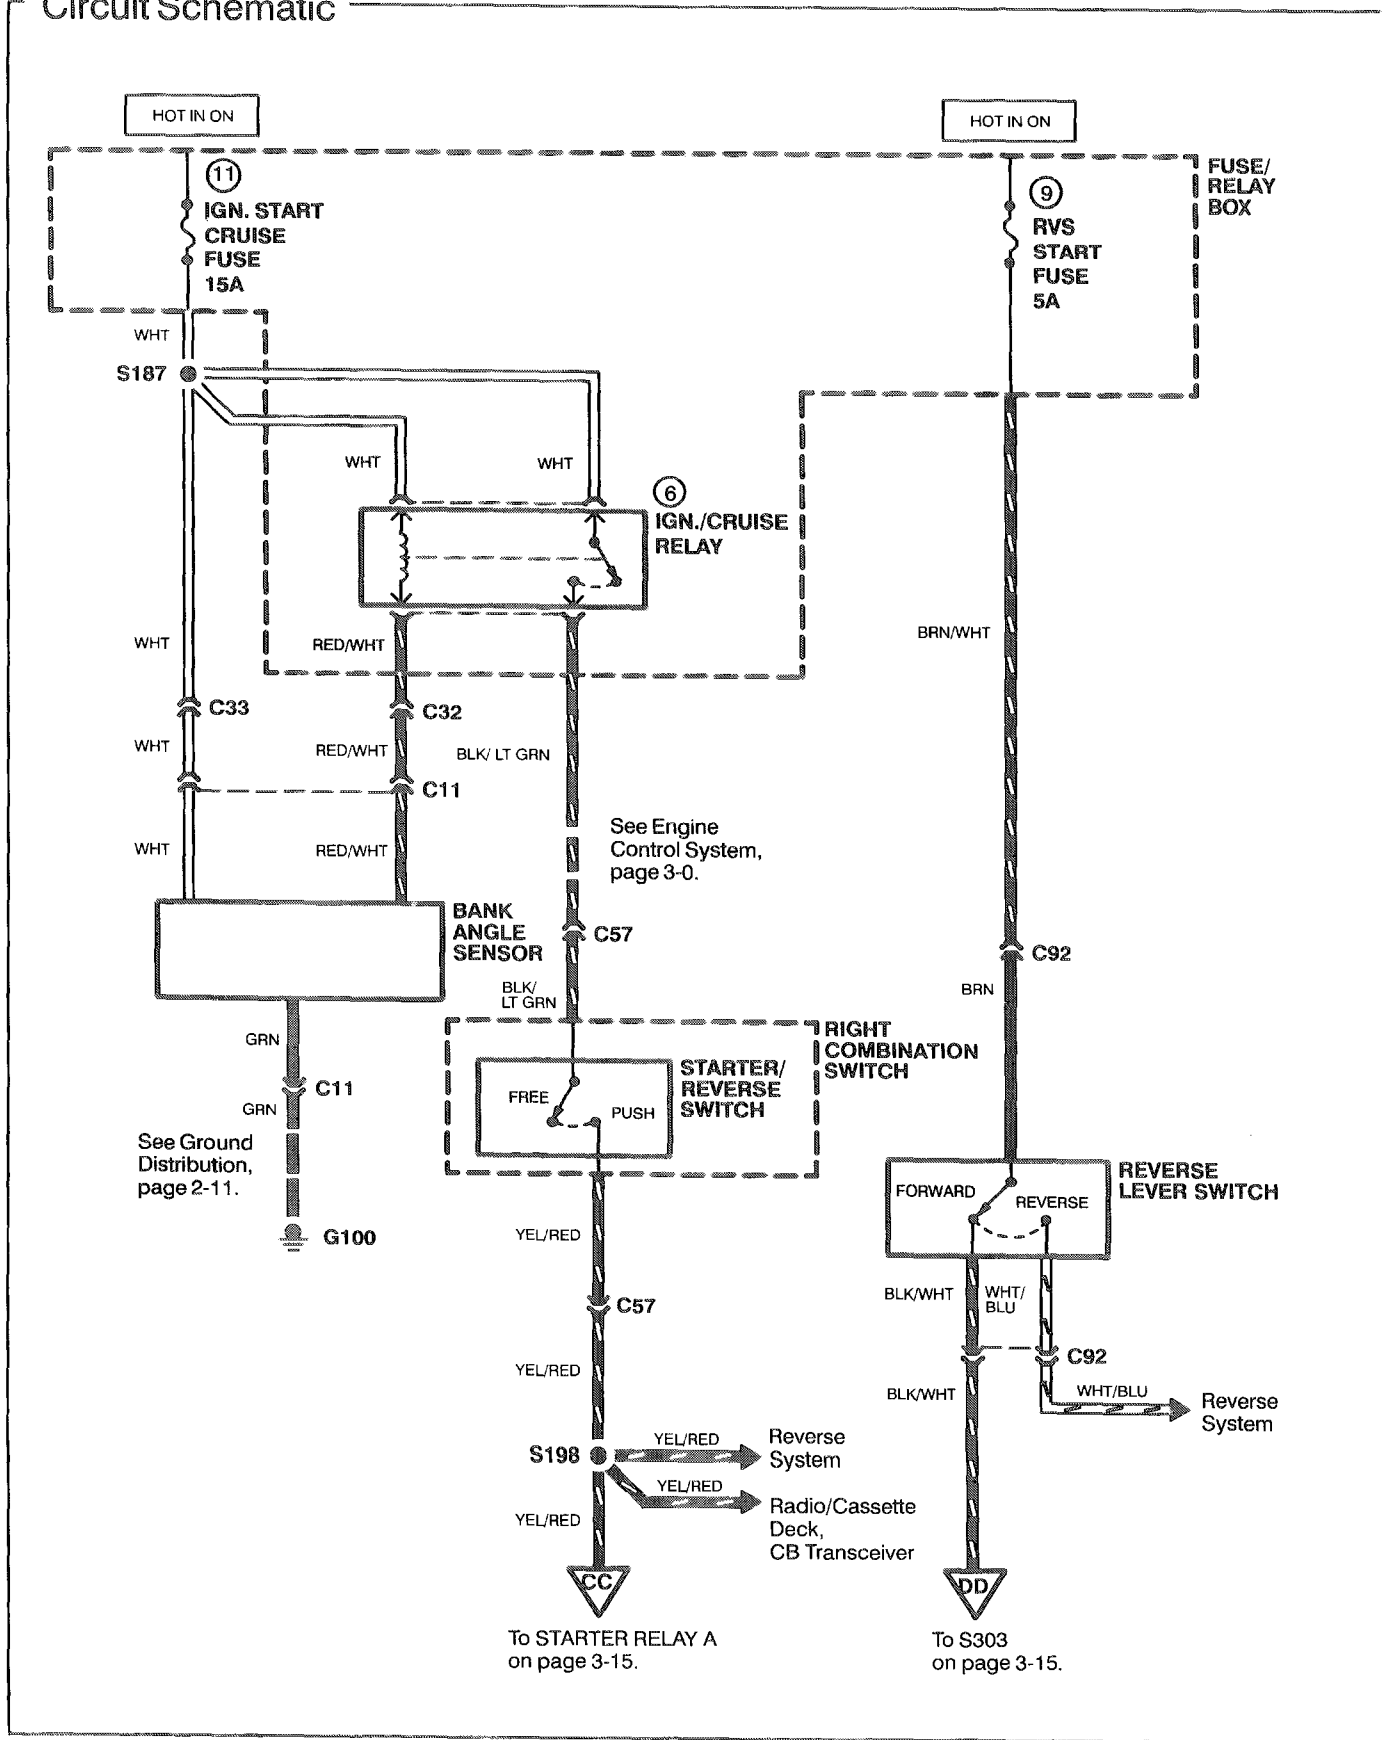 Circuit Schematic
HOT IN ON
HOT IN ON
11
IGN. START
CRUISE
FUSE
15A
9
RVS
START
FUSE
5A
FUSE/
RELAY
BOX
WHT
S187
WHT
WHT
6
IGN./CRUISE
RELAY
WHT
RED/WHT
BRN/WHT
C33
C32
WHT
RED/WHT
BLK/ LT GRN
C11
WHT
RED/WHT
See Engine
Control System,
page 3-0.
BANK
ANGLE
SENSOR
C57
C92
BLK/
LT GRN
BRN
GRN
C11
GRN
RIGHT
COMBINATION
SWITCH
STARTER/
REVERSE
SWITCH
FREE
PUSH
See Ground
Distribution,
page 2-11.
G100
REVERSE
LEVER SWITCH
FORWARD
REVERSE
YEL/RED
C57
BLK/WHT
WHT/
BLU
C92
YEL/RED
BLK/WHT
WHT/BLU
Reverse
System
S198
YEL/RED
Reverse
System
YEL/RED
Radio/Cassette
Deck,
CB Transceiver
YEL/RED
CC
DD
To STARTER RELAY A
on page 3-15.
To S303
on page 3-15.